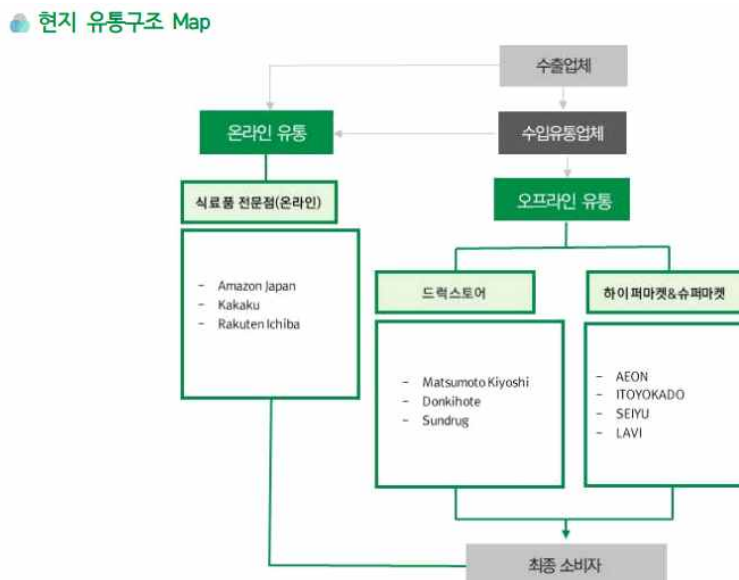 현지 유통구조 Map
수출업체
온라인 유통
수입유통업체
식료품 전문점(온라인)
오프라인 유통
- Amazon Japan
- Kakaku
- Rakuten Ichiba
드럭스토어
하이퍼마켓&슈퍼마켓
- Matsumoto Kiyoshi
- Donkihote
- Sundrug
- AEON
- ITOYOKADO
- SEIYU
- LAVI
최종 소비자